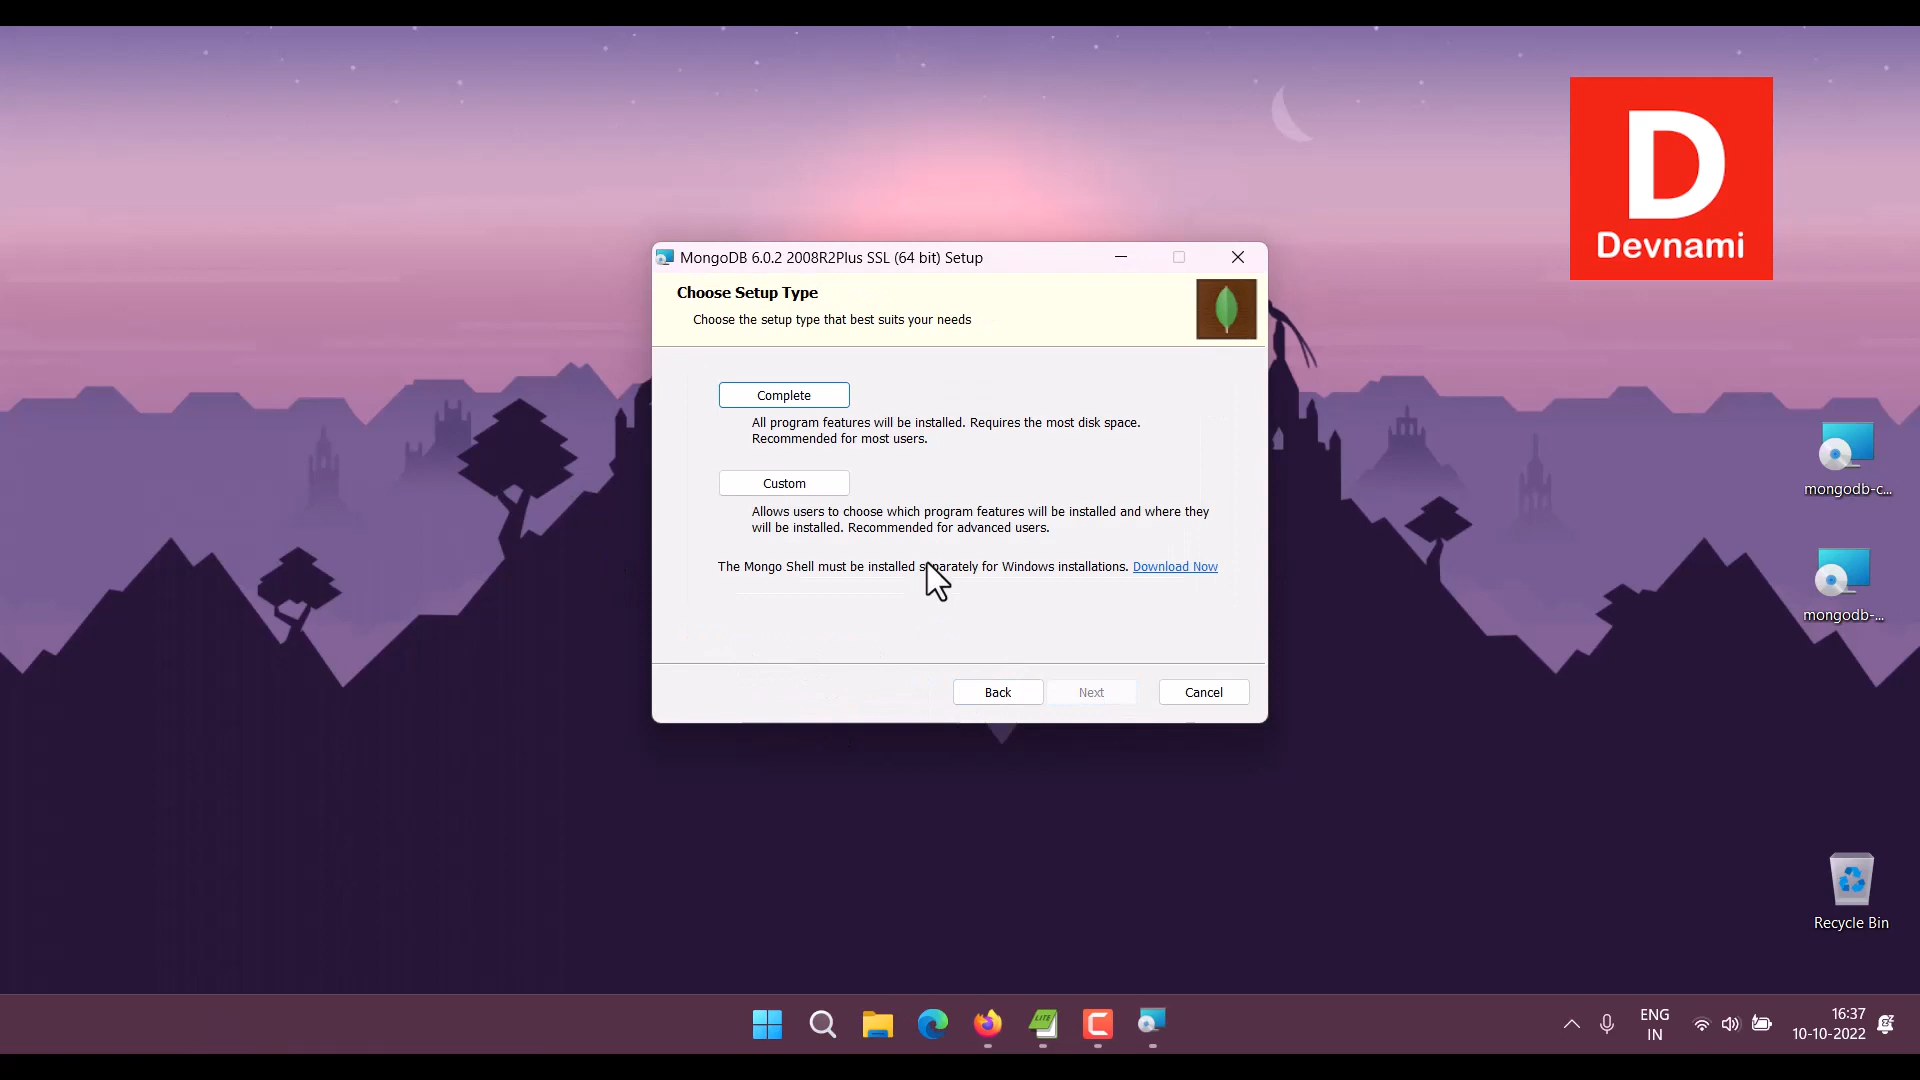 D
Devnami
MongoDB 6.0.2 2008R2Plus SSL (64 bit) Setup
Choose Setup Type
Choose the setup type that best suits your needs
Complete
All program features will be installed. Requires the most disk space.
Recommended for most users.
Custom
Allows users to choose which program features will be installed and where they
will be installed. Recommended for advanced users.
The Mongo Shell must be installed separately for Windows installations. Download Now
Back
Next
Cancel
mongodb-c...
mongodb-...
Recycle Bin
LITE
ENG
IN
16:37
10-10-2022